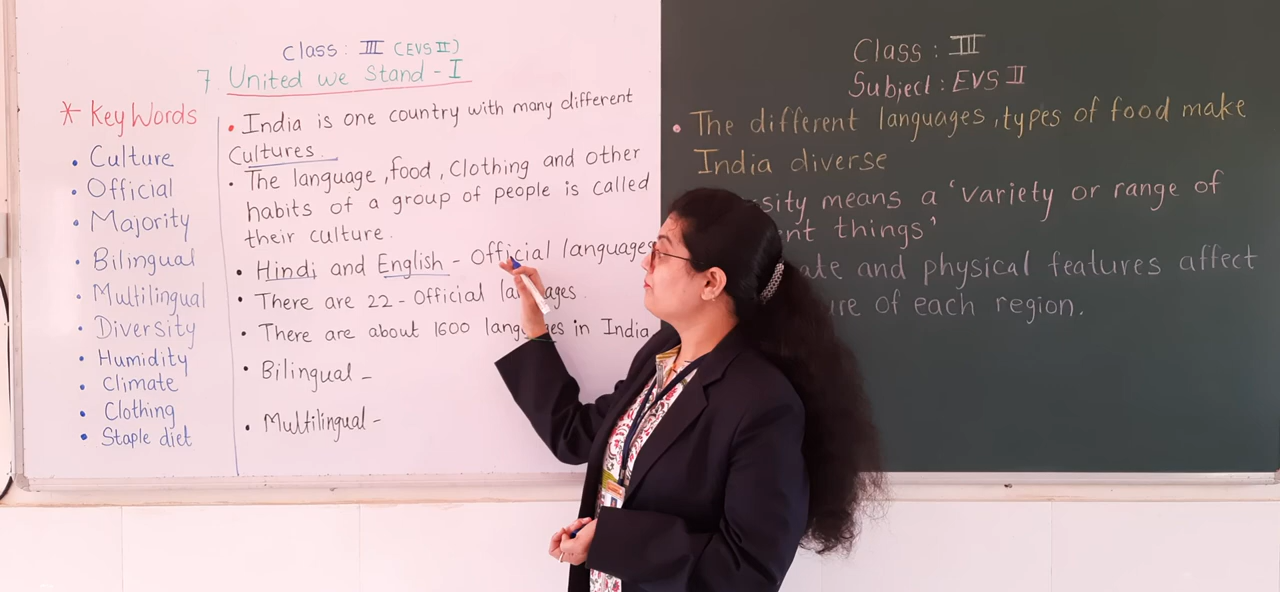 Class : III (EVS II)
7. United we Stand - I
* Key Words
• Culture
• Official
• Majority
• Bilingual
• Multilingual
• Diversity
• Humidity
• Climate
• Clothing
• Staple diet
• India is one country with many different
Cultures.
• The language, food, Clothing and other
habits of a group of people is called
their culture.
• Hindi and English - Official languages
• There are 22 - Official languages.
• There are about 1600 languages in India
• Bilingual -
• Multilingual -
Class : III
Subject : EVS II
• The different languages, types of food make
India diverse
means a 'variety or range of
things'
and physical features affect
of each region.